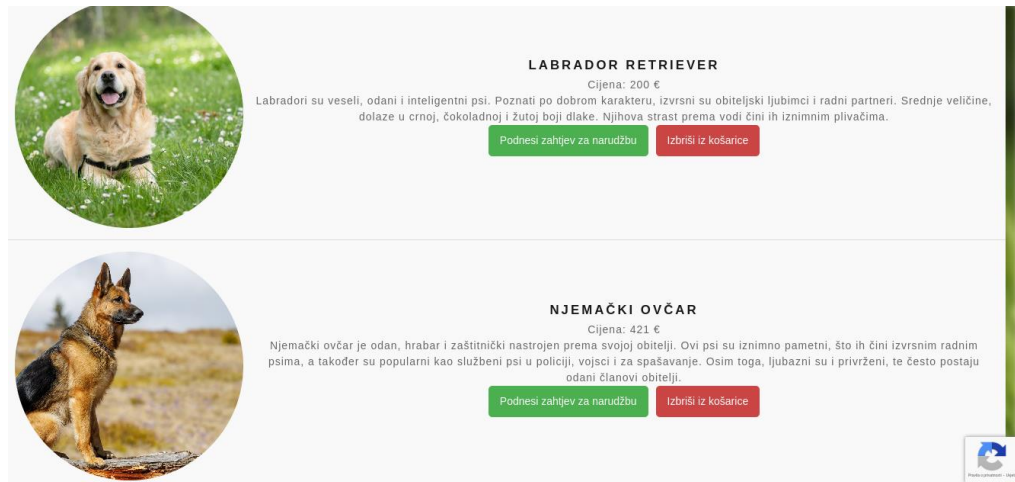 LABRADOR RETRIEVER
Cijena: 200 €
Labradori su veseli, odani i inteligentni psi. Poznati po dobrom karakteru, izvrsni su obiteljski ljubimci i radni partneri. Srednje veličine,
dolaze u crnoj, čokoladnoj i žutoj boji dlake. Njihova strast prema vodi čini ih iznimnim plivačima.
Podnesi zahtjev za narudžbu Izbriši iz košarice
NJEMAČKI OVČAR
Cijena: 421 €
Njemački ovčar je odan, hrabar i zaštitnički nastrojen prema svojoj obitelji. Ovi psi su iznimno pametni, što ih čini izvrsnim radnim
psima, a također su popularni kao službeni psi u policiji, vojsci i za spašavanje. Osim toga, ljubazni su i privrženi, te često postaju
odani članovi obitelji.
Podnesi zahtjev za narudžbu Izbriši iz košarice